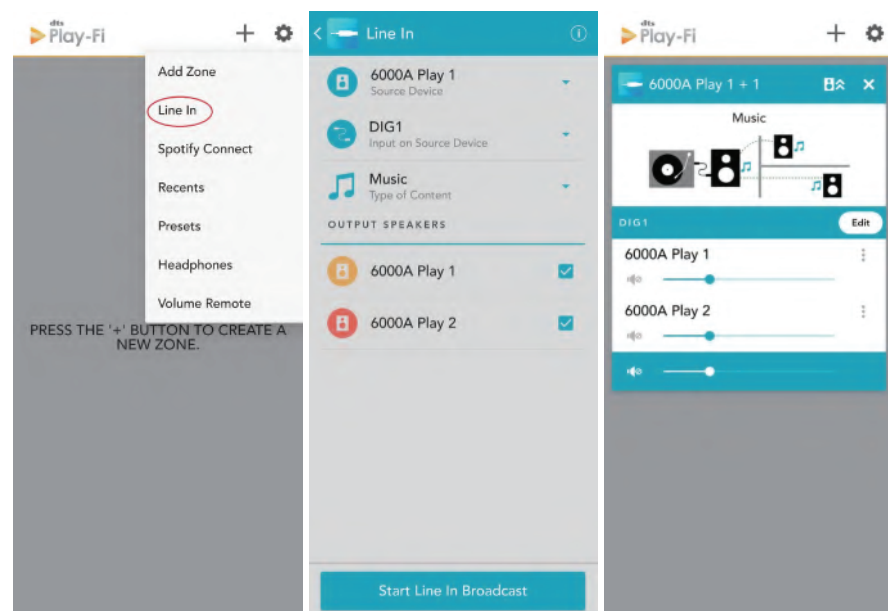 dts
Play-Fi
Add Zone
Line In
Spotify Connect
Recents
Presets
Headphones
Volume Remote
PRESS THE '+' BUTTON TO CREATE A
NEW ZONE.
Line In
6000A Play 1
Source Device
DIG1
Input on Source Device
Music
Type of Content
OUTPUT SPEAKERS
6000A Play 1
6000A Play 2
Start Line In Broadcast
dts
Play-Fi
6000A Play 1 + 1
Music
DIG1
Edit
6000A Play 1
6000A Play 2